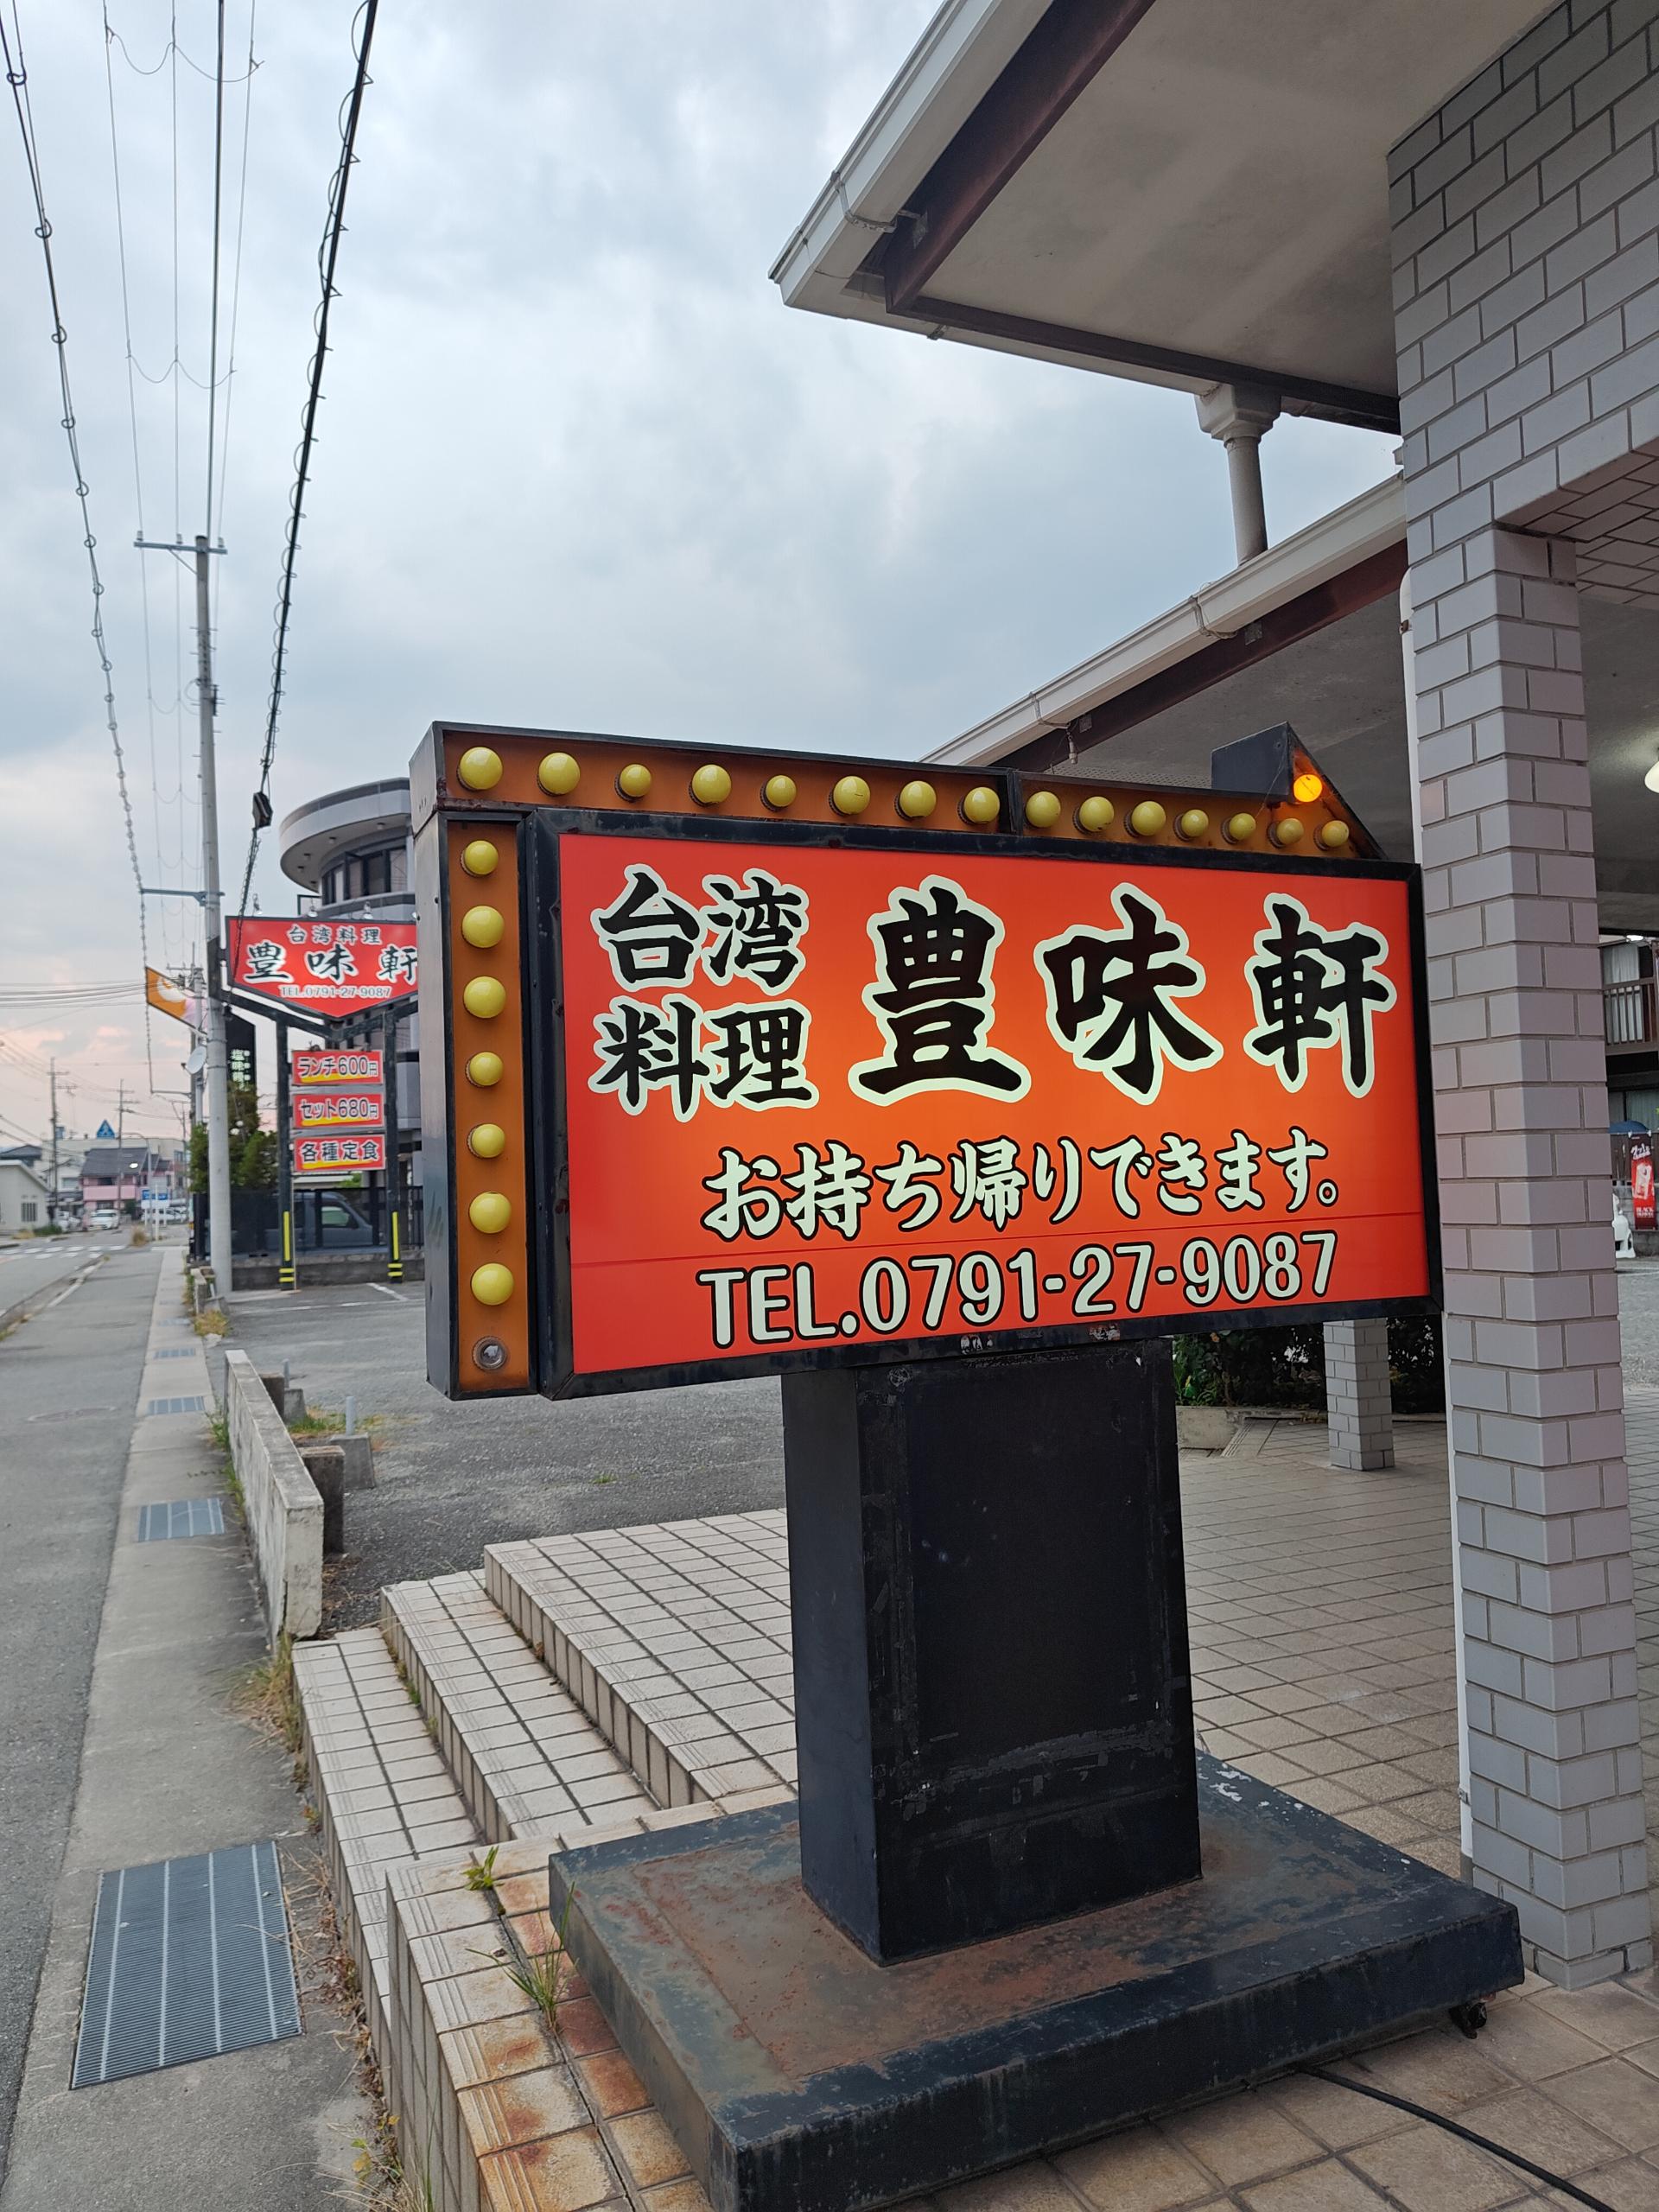 台湾料理
豊味軒
TEL.0791-27-9087
ランチ600円
セット680円
各種定食
台湾
料理
豊味軒
お持ち帰りできます。
TEL.0791-27-9087